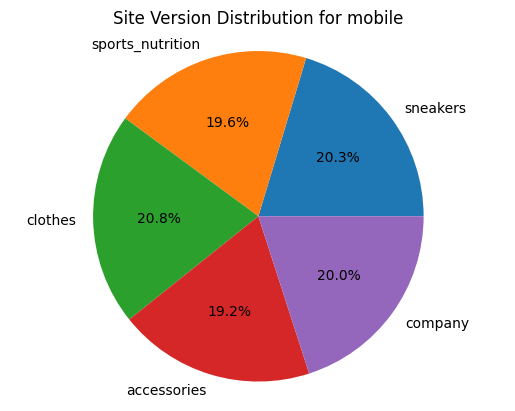 Site Version Distribution for mobile
sports_nutrition
sneakers
19.6%
20.3%
clothes
20.8%
20.0%
19.2%
company
accessories